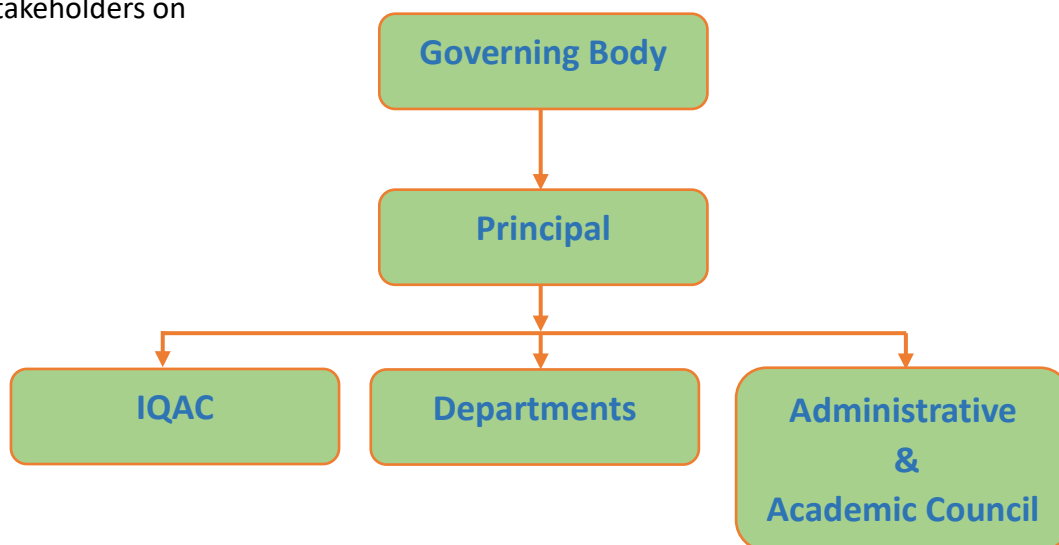 takeholders on
Governing Body
Principal
IQAC
Departments
Administrative
&
Academic Council